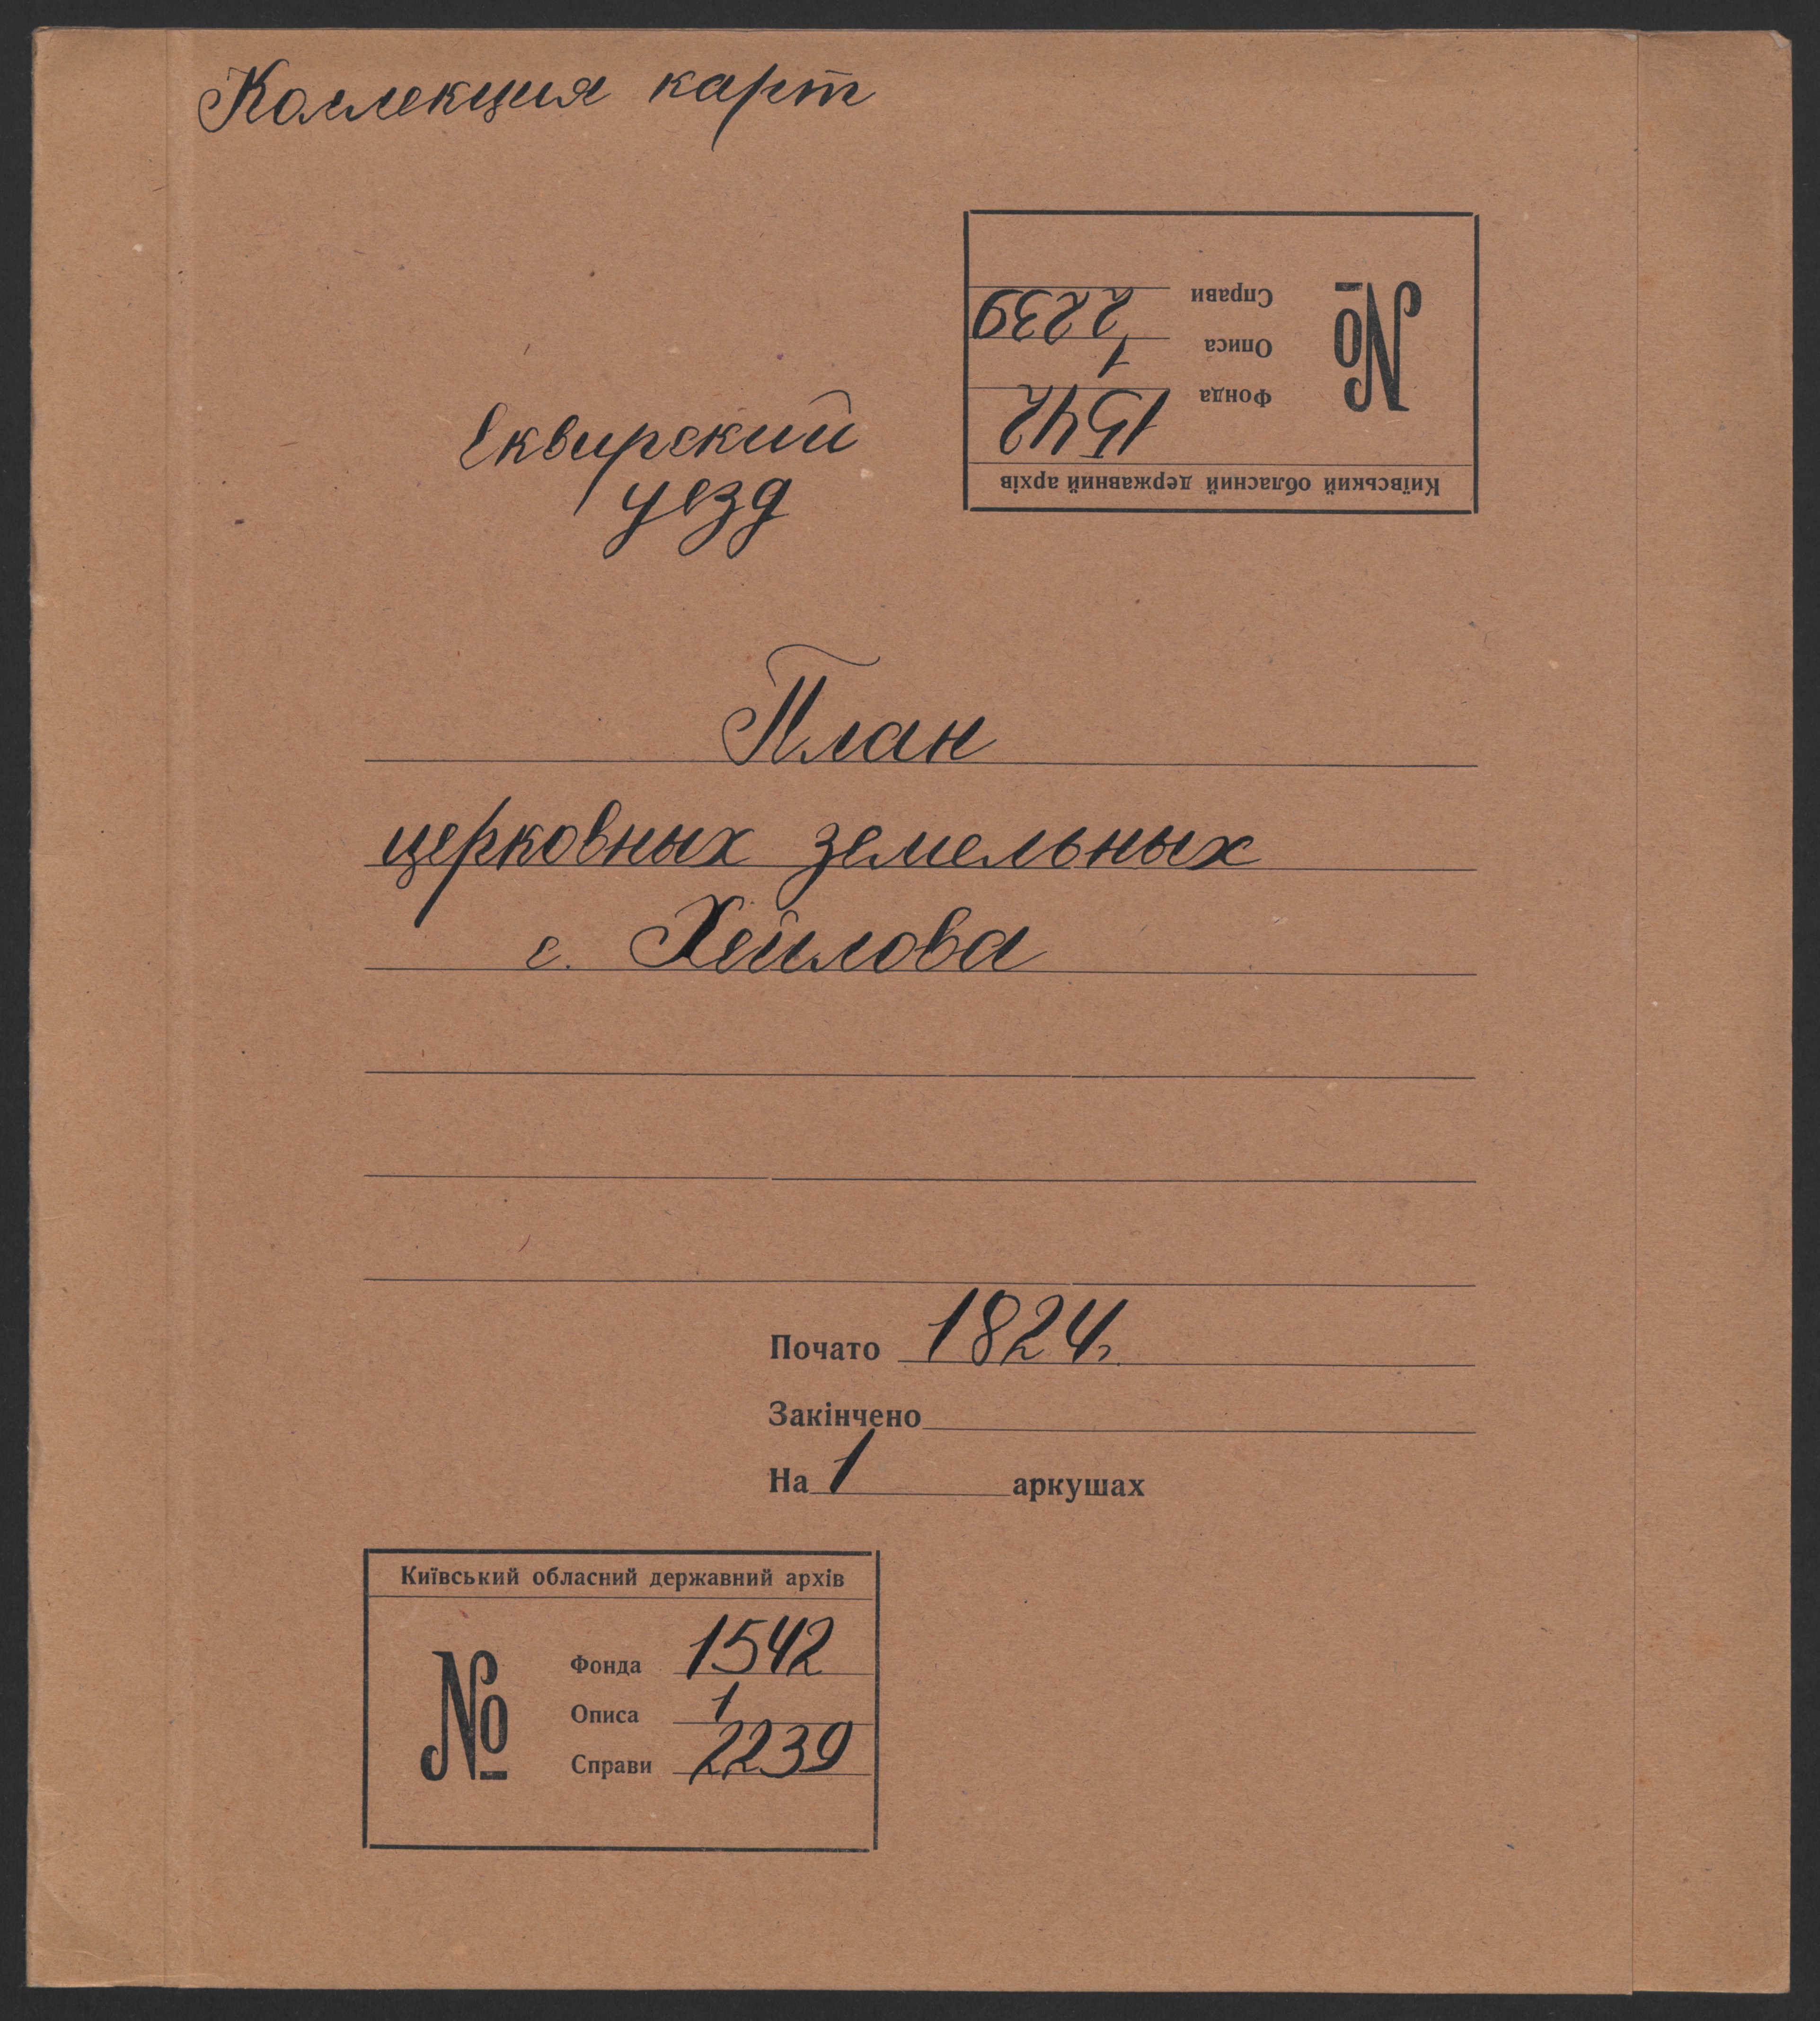 Коллекция карт
Київський обласний державний архів
№
Фонда 1542
Описа 1
Справи 2239
Сквирский
уезд
План
церковных земельных
с. Хейлова
Почато 1824г.
Закінчено
На 1 аркушах
Київський обласний державний архів
№
Фонда 1542
Описа 1
Справи 2239